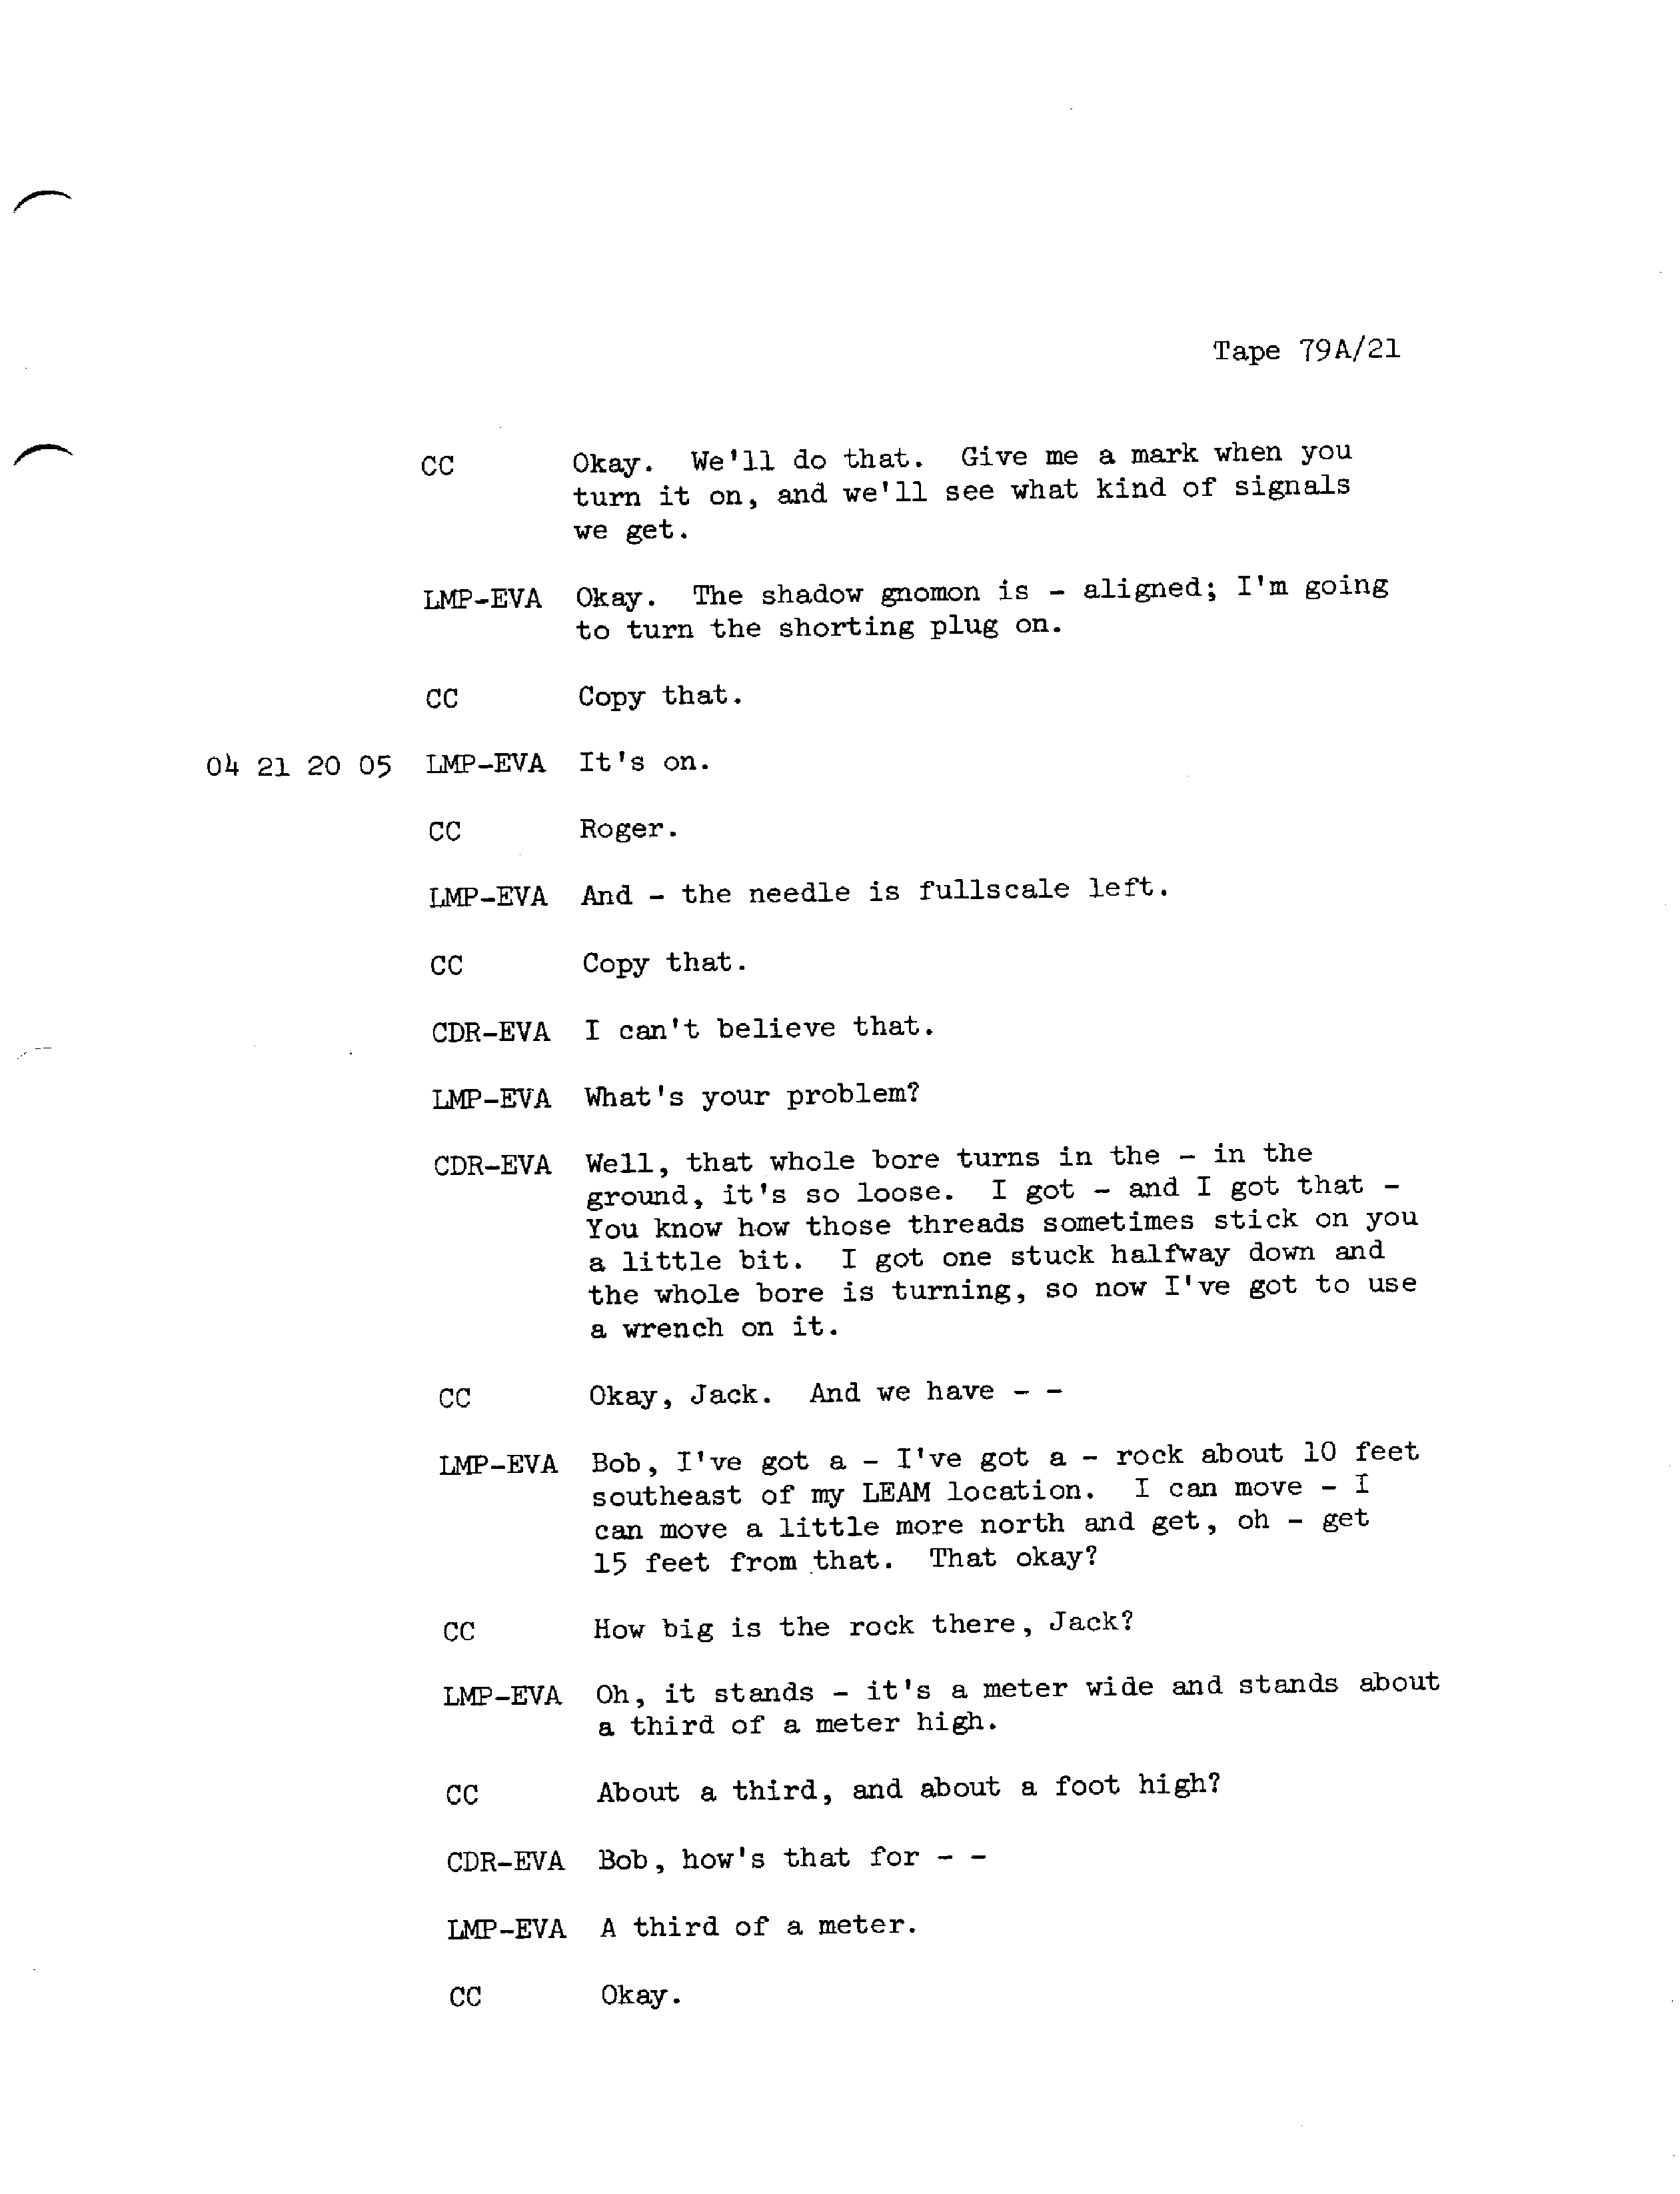 Tape 79A/21
CC Okay. We'll do that. Give me a mark when you
turn it on, and we'll see what kind of signals
we get.
LMP-EVA Okay. The shadow gnomon is - aligned; I'm going
to turn the shorting plug on.
CC Copy that.
04 21 20 05 LMP-EVA It's on.
CC Roger.
LMP-EVA And - the needle is fullscale left.
CC Copy that.
CDR-EVA I can't believe that.
LMP-EVA What's your problem?
CDR-EVA Well, that whole bore turns in the - in the
ground, it's so loose. I got - and I got that -
You know how those threads sometimes stick on you
a little bit. I got one stuck halfway down and
the whole bore is turning, so now I've got to use
a wrench on it.
CC Okay, Jack. And we have - -
LMP-EVA Bob, I've got a - I've got a - rock about 10 feet
southeast of my LEAM location. I can move - I
can move a little more north and get, oh - get
15 feet from that. That okay?
CC How big is the rock there, Jack?
LMP-EVA Oh, it stands - it's a meter wide and stands about
a third of a meter high.
CC About a third, and about a foot high?
CDR-EVA Bob, how's that for - -
LMP-EVA A third of a meter.
CC Okay.